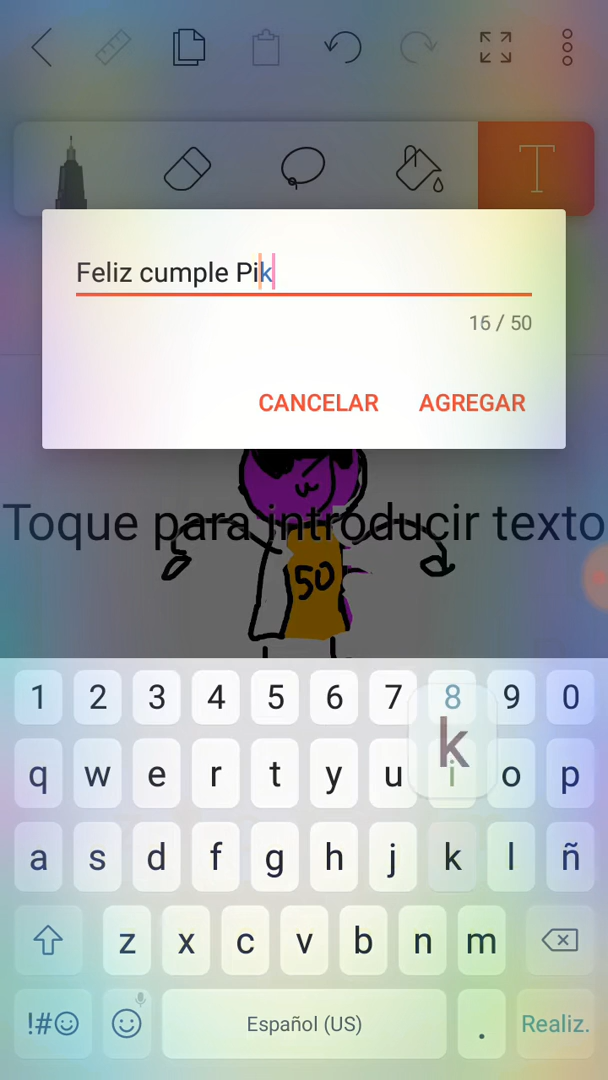 T
Feliz cumple Pik
16 / 50
CANCELAR AGREGAR
Toque para introducir texto
50
1 2 3 4 5 6 7 8 9 0
k
q w e r t y u i o p
a s d f g h j k l ñ
z x c v b n m
!#☺ Español (US) . Realiz.